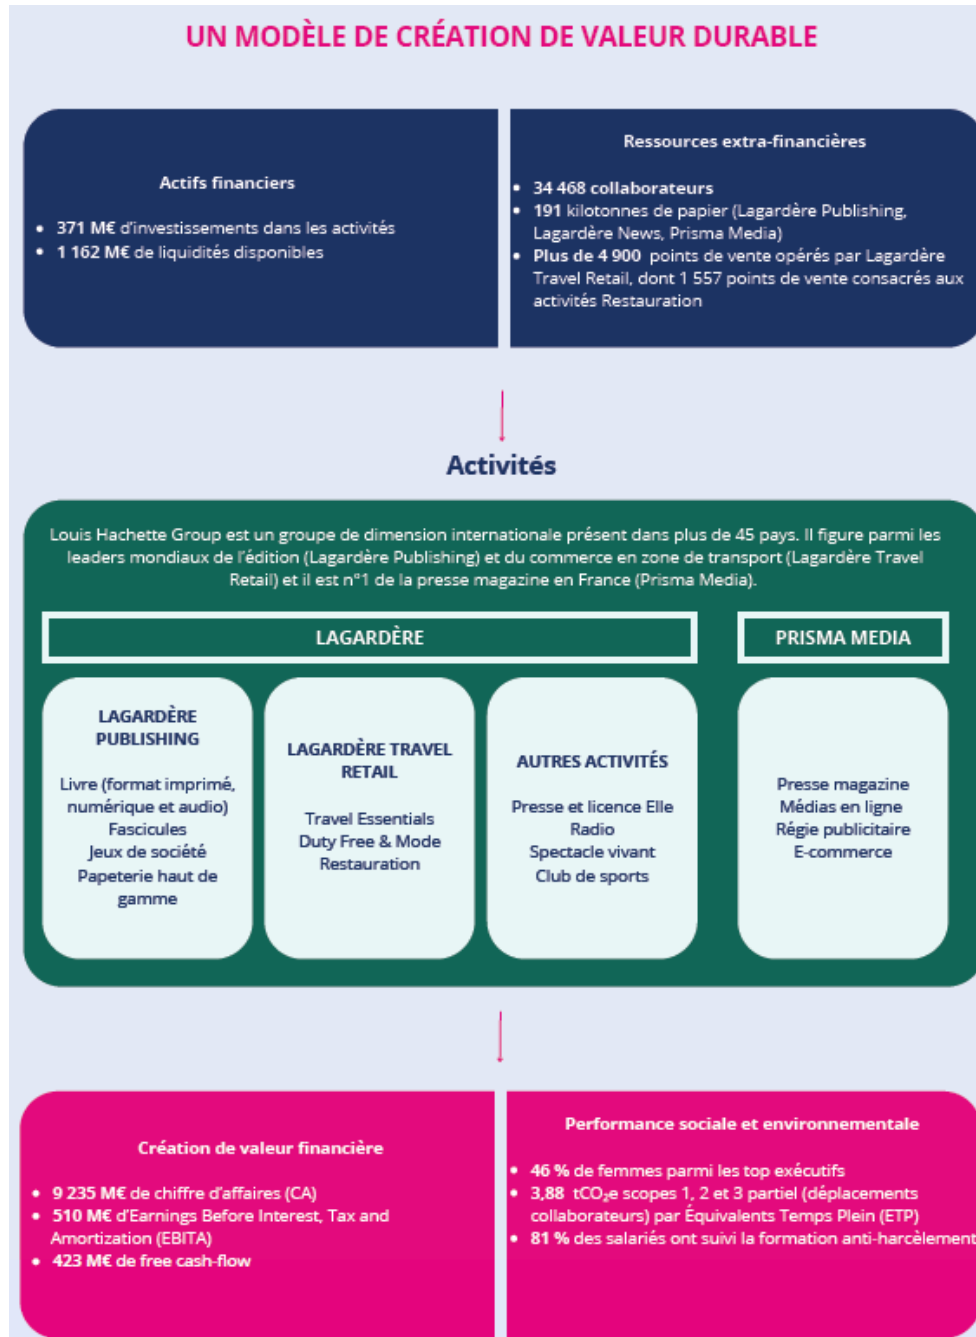 UN MODÈLE DE CRÉATION DE VALEUR DURABLE
Actifs financiers
• 371 M€ d’investissements dans les activités
• 1 162 M€ de liquidités disponibles
Ressources extra-financières
• 34 468 collaborateurs
• 191 kilotonnes de papier (Lagardère Publishing,
Lagardère News, Prisma Media)
• Plus de 4 900 points de vente opérés par Lagardère
Travel Retail, dont 1 557 points de vente consacrés aux
activités Restauration
Activités
Louis Hachette Group est un groupe de dimension internationale présent dans plus de 45 pays. Il figure parmi les
leaders mondiaux de l’édition (Lagardère Publishing) et du commerce en zone de transport (Lagardère Travel
Retail) et il est n°1 de la presse magazine en France (Prisma Media).
LAGARDÈRE
LAGARDÈRE
PUBLISHING
Livre (format imprimé,
numérique et audio)
Fascicules
Jeux de société
Papeterie haut de
gamme
LAGARDÈRE TRAVEL
RETAIL
Travel Essentials
Duty Free & Mode
Restauration
AUTRES ACTIVITÉS
Presse et licence Elle
Radio
Spectacle vivant
Club de sports
PRISMA MEDIA
Presse magazine
Médias en ligne
Régie publicitaire
E-commerce
Création de valeur financière
• 9 235 M€ de chiffre d’affaires (CA)
• 510 M€ d’Earnings Before Interest, Tax and
Amortization (EBITA)
• 423 M€ de free cash-flow
Performance sociale et environnementale
• 46 % de femmes parmi les top exécutifs
• 3,88 tCO₂e scopes 1, 2 et 3 partiel (déplacements
collaborateurs) par Équivalents Temps Plein (ETP)
• 81 % des salariés ont suivi la formation anti-harcèlement